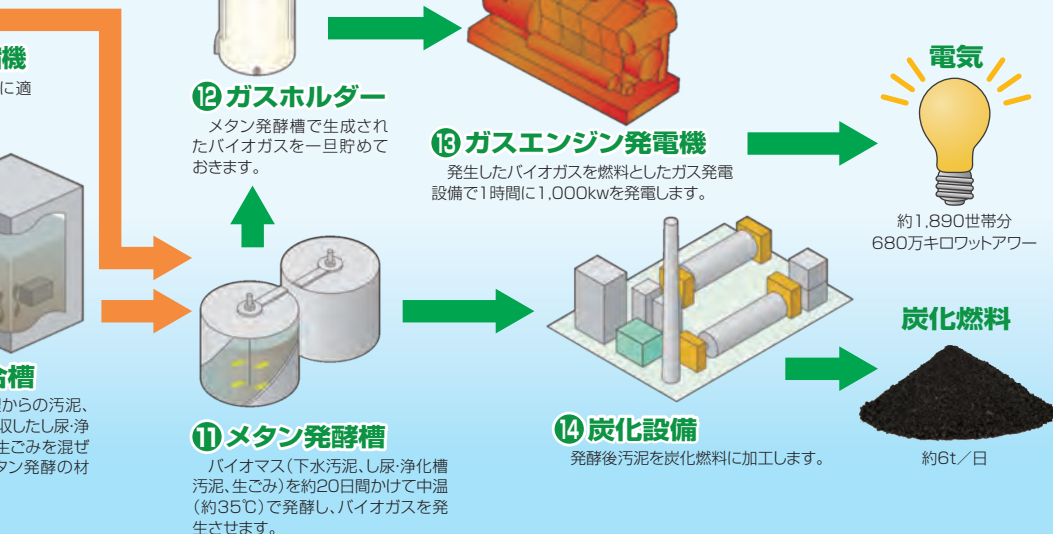 機
に適
⑫ガスホルダー
メタン発酵槽で生成され
たバイオガスを一旦貯めて
おきます。
⑬ガスエンジン発電機
発生したバイオガスを燃料としたガス発電
設備で1時間に1,000kwを発電します。
電気
約1,890世帯分
680万キロワットアワー
合槽
からの汚泥、
収したし尿・浄
生ごみを混ぜ
タン発酵の材
⑪メタン発酵槽
バイオマス(下水汚泥、し尿・浄化槽
汚泥、生ごみ)を約20日間かけて中温
(約35℃)で発酵し、バイオガスを発
生させます。
⑭炭化設備
発酵後汚泥を炭化燃料に加工します。
炭化燃料
約6t/日